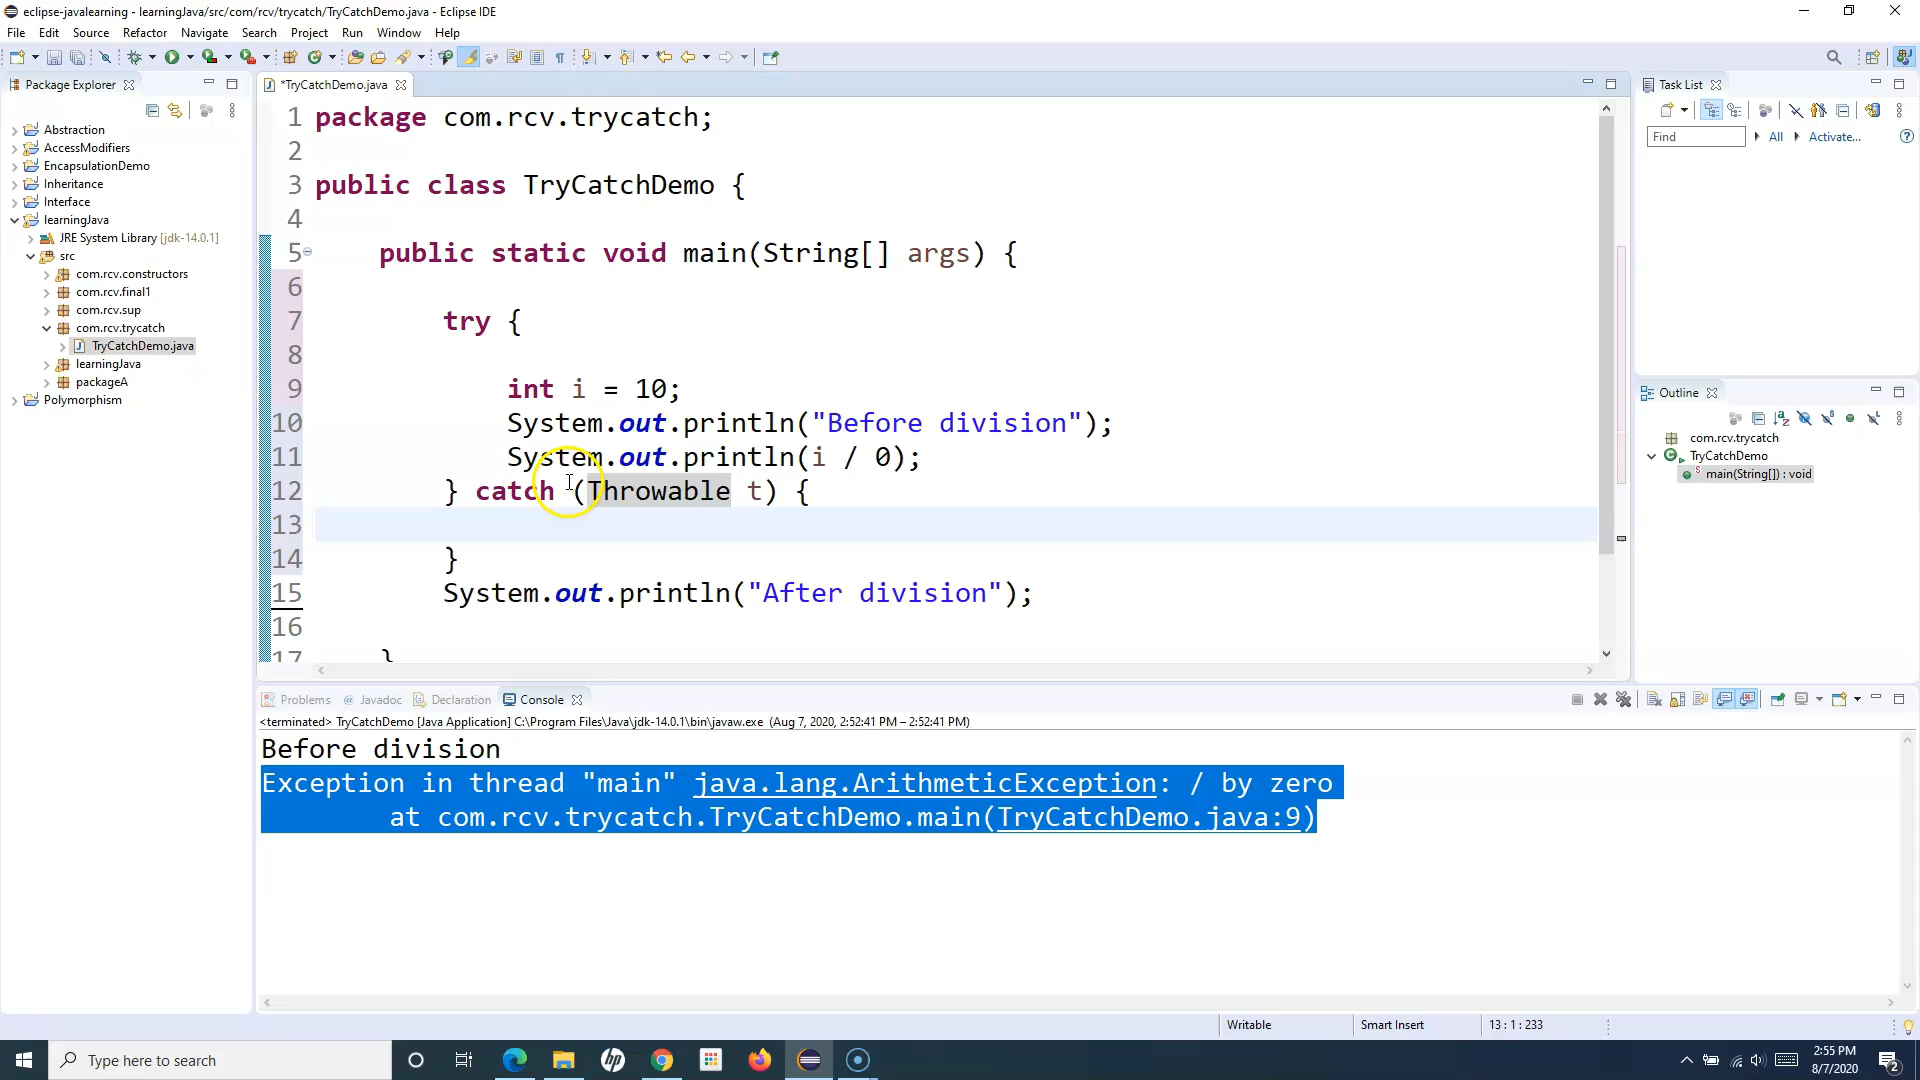 eclipse-javalearning - learningJava/src/com/rcv/trycatch/TryCatchDemo.java - Eclipse IDE
File Edit Source Refactor Navigate Search Project Run Window Help
Package Explorer
Abstraction
AccessModifiers
EncapsulationDemo
Inheritance
Interface
learningJava
JRE System Library [jdk-14.0.1]
src
com.rcv.constructors
com.rcv.final1
com.rcv.sup
com.rcv.trycatch
TryCatchDemo.java
learningJava
packageA
Polymorphism
*TryCatchDemo.java
1 package com.rcv.trycatch;
2
3 public class TryCatchDemo {
4
5 public static void main(String[] args) {
6
7 try {
8
9 int i = 10;
10 System.out.println("Before division");
11 System.out.println(i / 0);
12 } catch (Throwable t) {
13
14 }
15 System.out.println("After division");
16
17 }
Task List
Find All Activate...
Outline
com.rcv.trycatch
TryCatchDemo
main(String[]) : void
Problems @ Javadoc Declaration Console
<terminated> TryCatchDemo [Java Application] C:\Program Files\Java\jdk-14.0.1\bin\javaw.exe (Aug 7, 2020, 2:52:41 PM – 2:52:41 PM)
Before division
Exception in thread "main" java.lang.ArithmeticException: / by zero
at com.rcv.trycatch.TryCatchDemo.main(TryCatchDemo.java:9)
Writable Smart Insert 13 : 1 : 233
Type here to search
hp
2:55 PM
8/7/2020
2